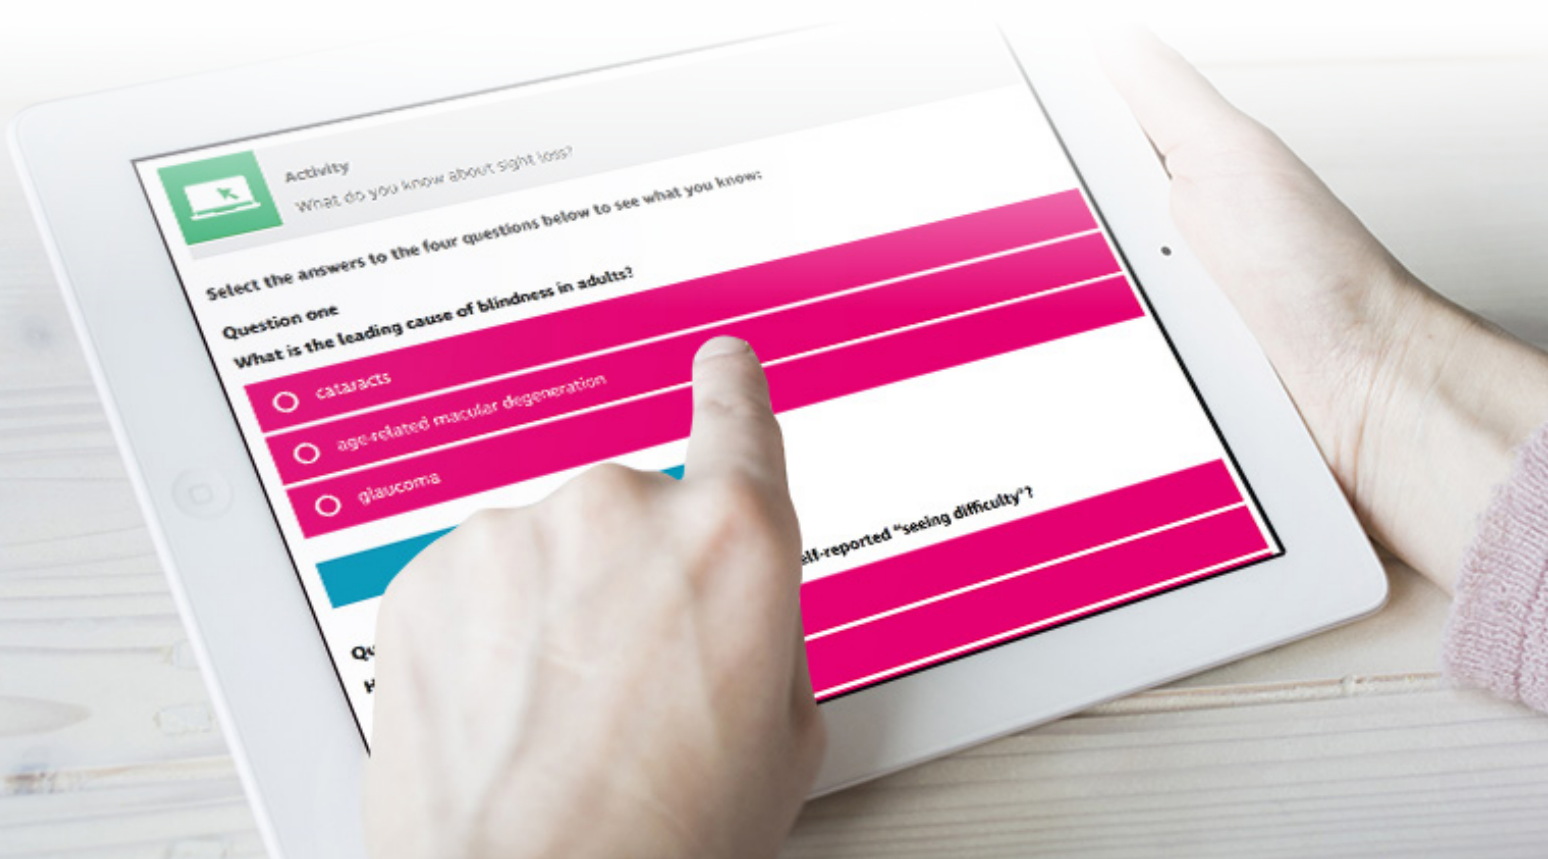 Activity
What do you know about sight loss?
Select the answers to the four questions below to see what you know:
Question one
What is the leading cause of blindness in adults?
cataracts
age-related macular degeneration
glaucoma
elf-reported "seeing difficulty"?